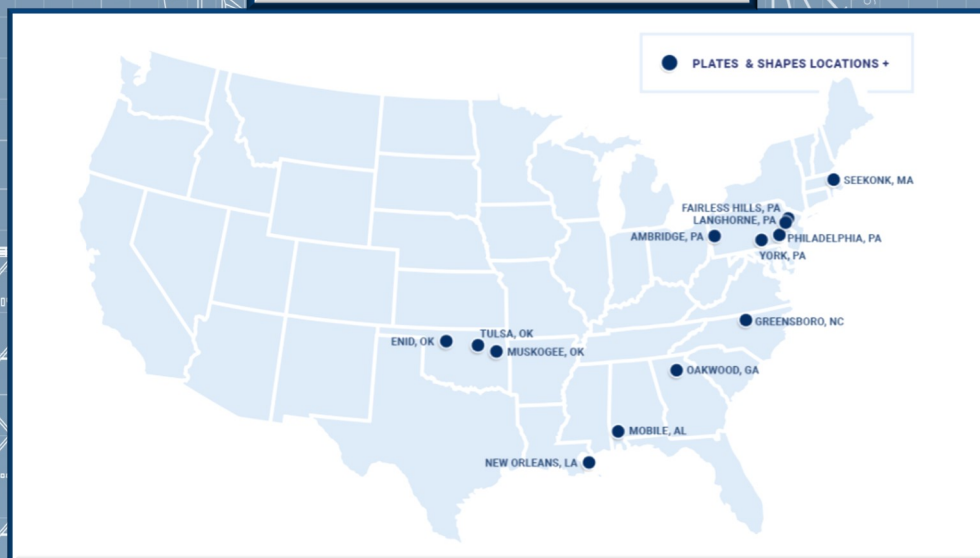 PLATES & SHAPES LOCATIONS +
SEEKONK, MA
FAIRLESS HILLS, PA
LANGHORNE, PA
AMBRIDGE, PA
PHILADELPHIA, PA
YORK, PA
GREENSBORO, NC
ENID, OK
TULSA, OK
MUSKOGEE, OK
OAKWOOD, GA
MOBILE, AL
NEW ORLEANS, LA